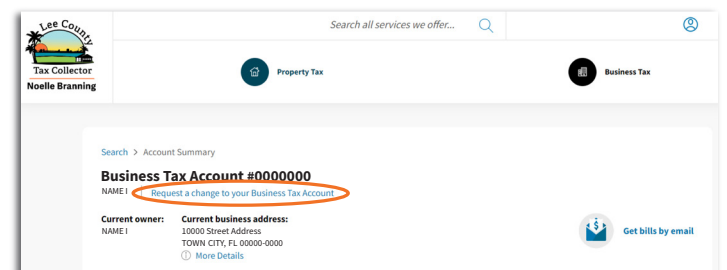 Lee County
Tax Collector
Noelle Branning
Search all services we offer...
Property Tax
Business Tax
Search > Account Summary
Business Tax Account #0000000
NAME I | Request a change to your Business Tax Account
Current owner:
NAME I
Current business address:
10000 Street Address
TOWN CITY, FL 00000-0000
More Details
Get bills by email